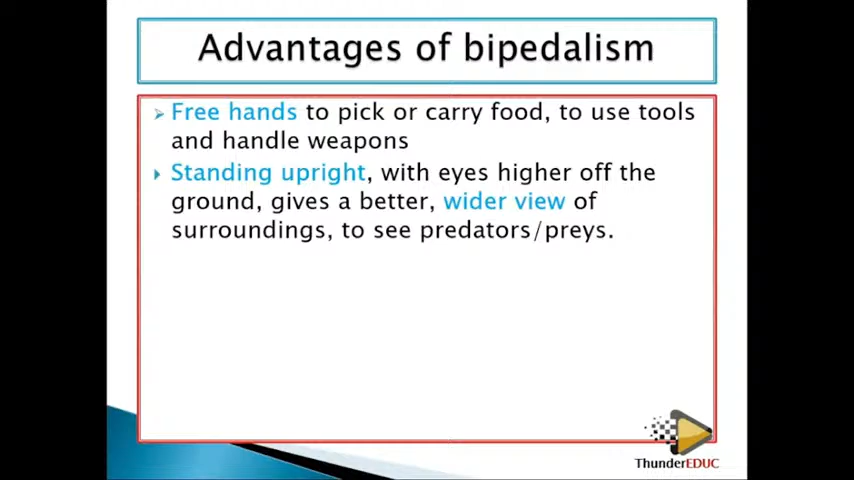 Advantages of bipedalism
Free hands to pick or carry food, to use tools
and handle weapons
Standing upright, with eyes higher off the
ground, gives a better, wider view of
surroundings, to see predators/preys.
ThunderEDUC